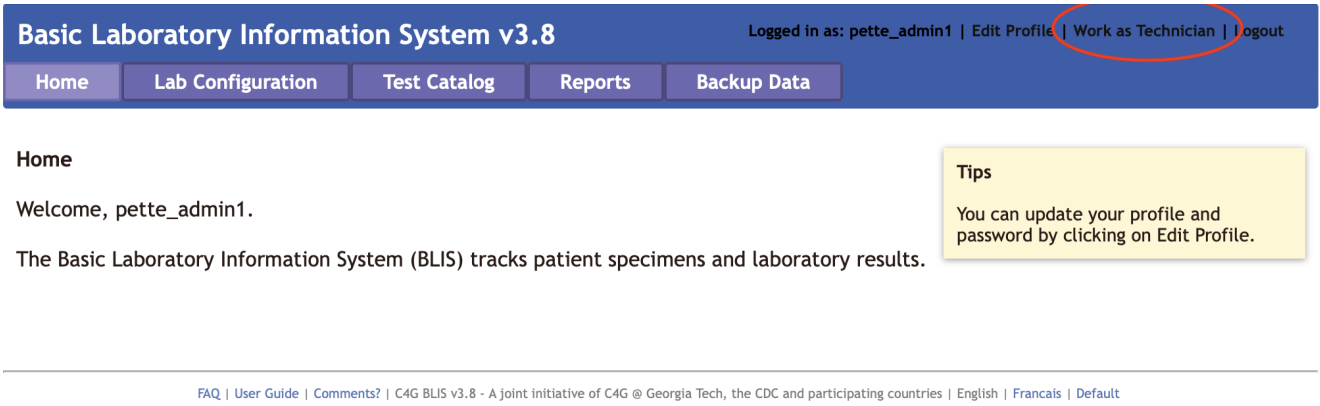 Basic Laboratory Information System v3.8
Logged in as: pette_admin1 | Edit Profile | Work as Technician | Logout
Home Lab Configuration Test Catalog Reports Backup Data
Home
Welcome, pette_admin1.
The Basic Laboratory Information System (BLIS) tracks patient specimens and laboratory results.
Tips
You can update your profile and
password by clicking on Edit Profile.
FAQ | User Guide | Comments? | C4G BLIS v3.8 - A joint initiative of C4G @ Georgia Tech, the CDC and participating countries | English | Francais | Default